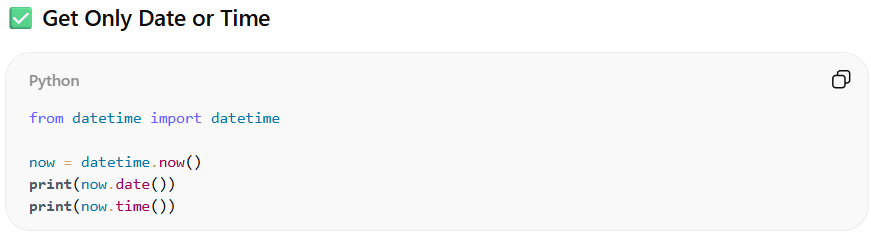 ✅ Get Only Date or Time
Python
from datetime import datetime
now = datetime.now()
print(now.date())
print(now.time())